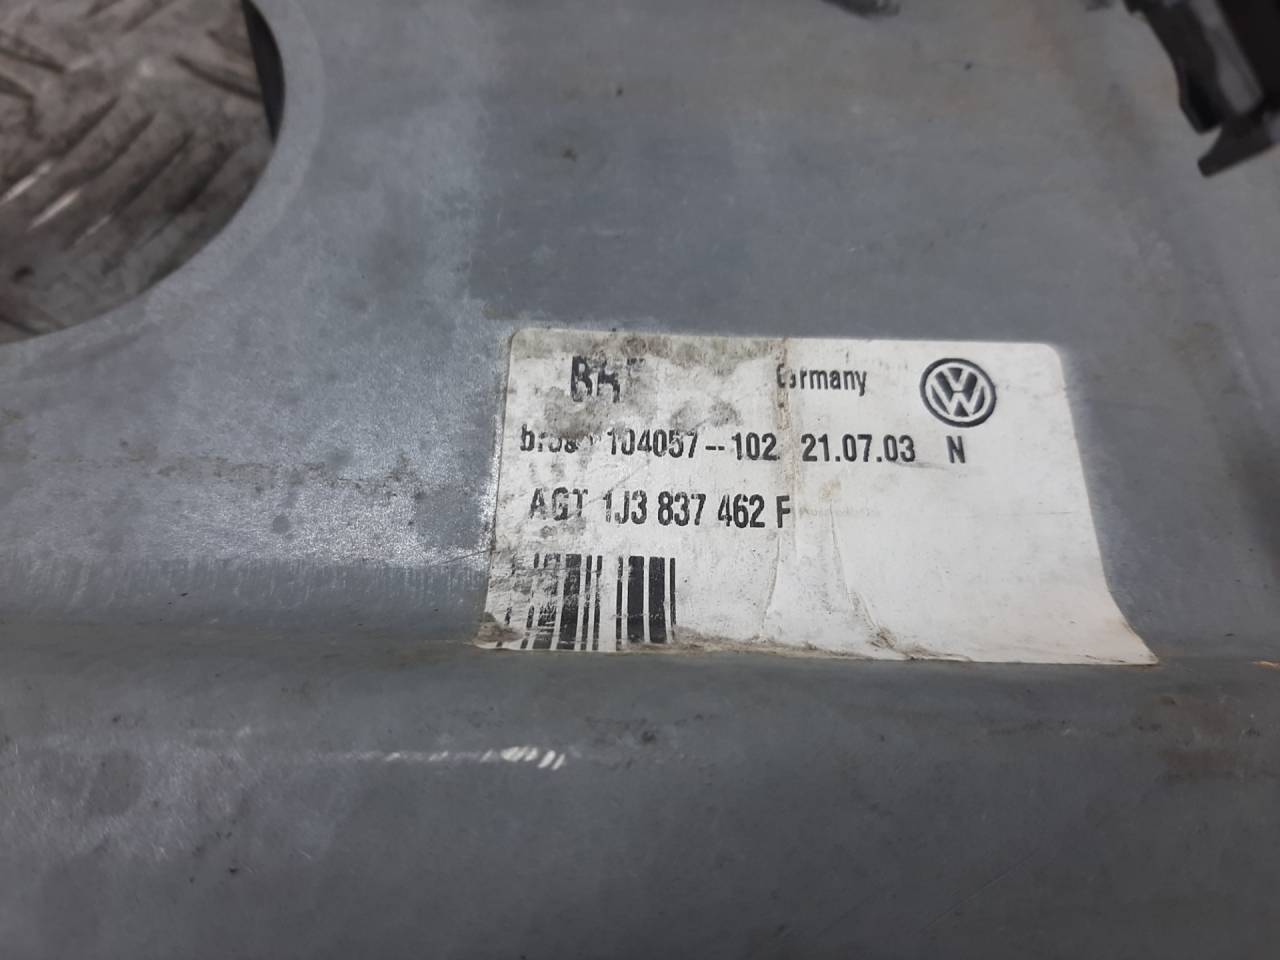 Germany
104057--102 21.07.03 N
AGT 1J3 837 462 F